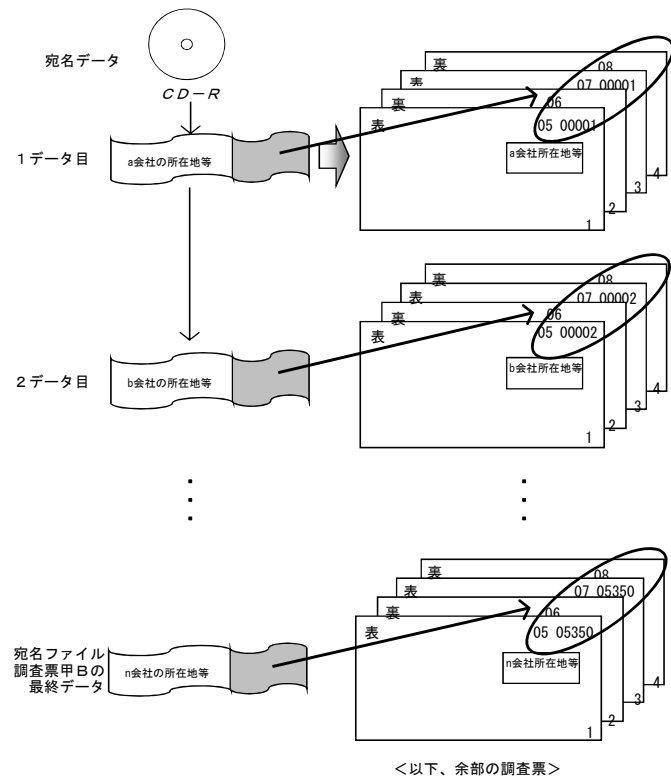 宛名データ
CD-R
1データ目
a会社の所在地等
裏
08
表
07 00001
裏
06
表
05 00001
a会社所在地等
1
2
3
4
2データ目
b会社の所在地等
裏
08
表
07 00002
裏
06
表
05 00002
b会社所在地等
1
2
3
4
・
・
・
・
・
・
宛名ファイル
調査票甲Bの
最終データ
n会社の所在地等
裏
08
表
07 05350
裏
06
表
05 05350
n会社所在地等
1
2
3
4
<以下、余部の調査票>